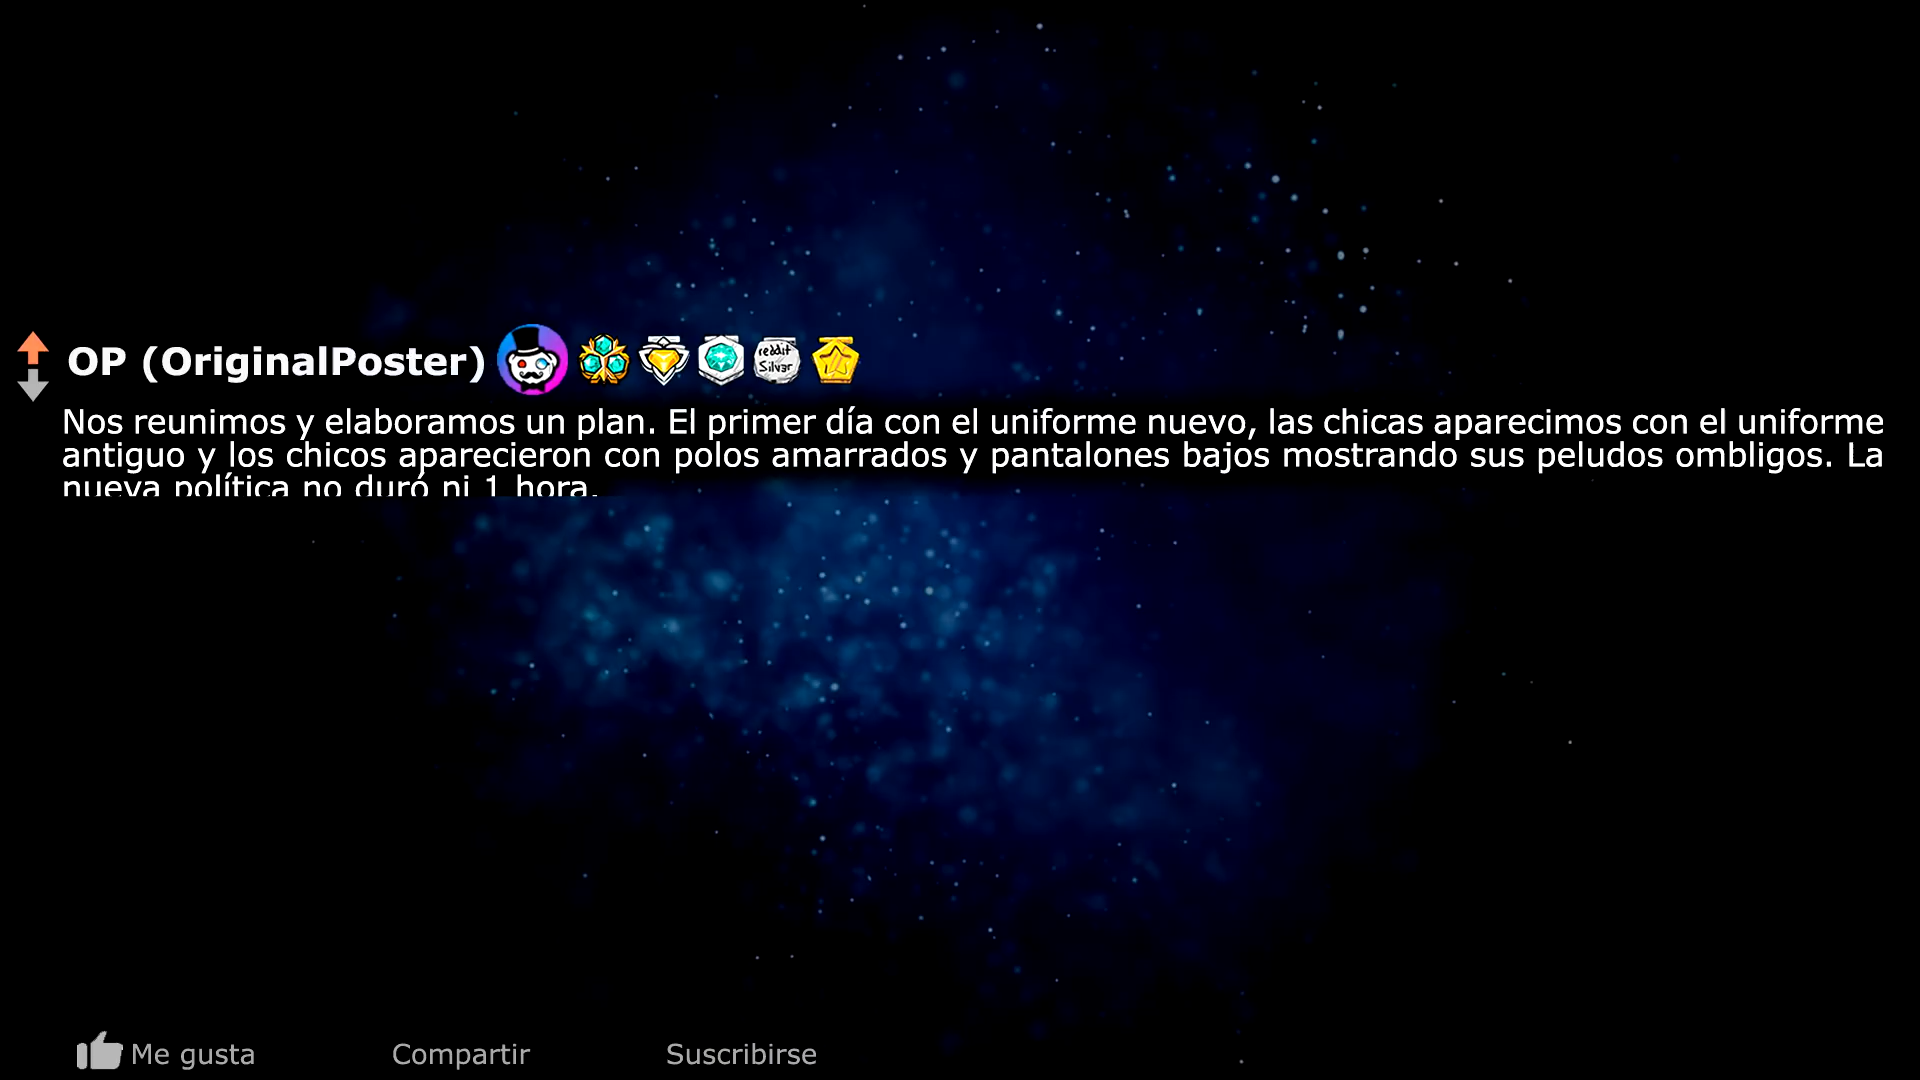 OP (OriginalPoster)
reddit
Silv3r
Nos reunimos y elaboramos un plan. El primer día con el uniforme nuevo, las chicas aparecimos con el uniforme
antiguo y los chicos aparecieron con polos amarrados y pantalones bajos mostrando sus peludos ombligos. La
nueva política no duró ni 1 hora.
Me gusta
Compartir
Suscribirse